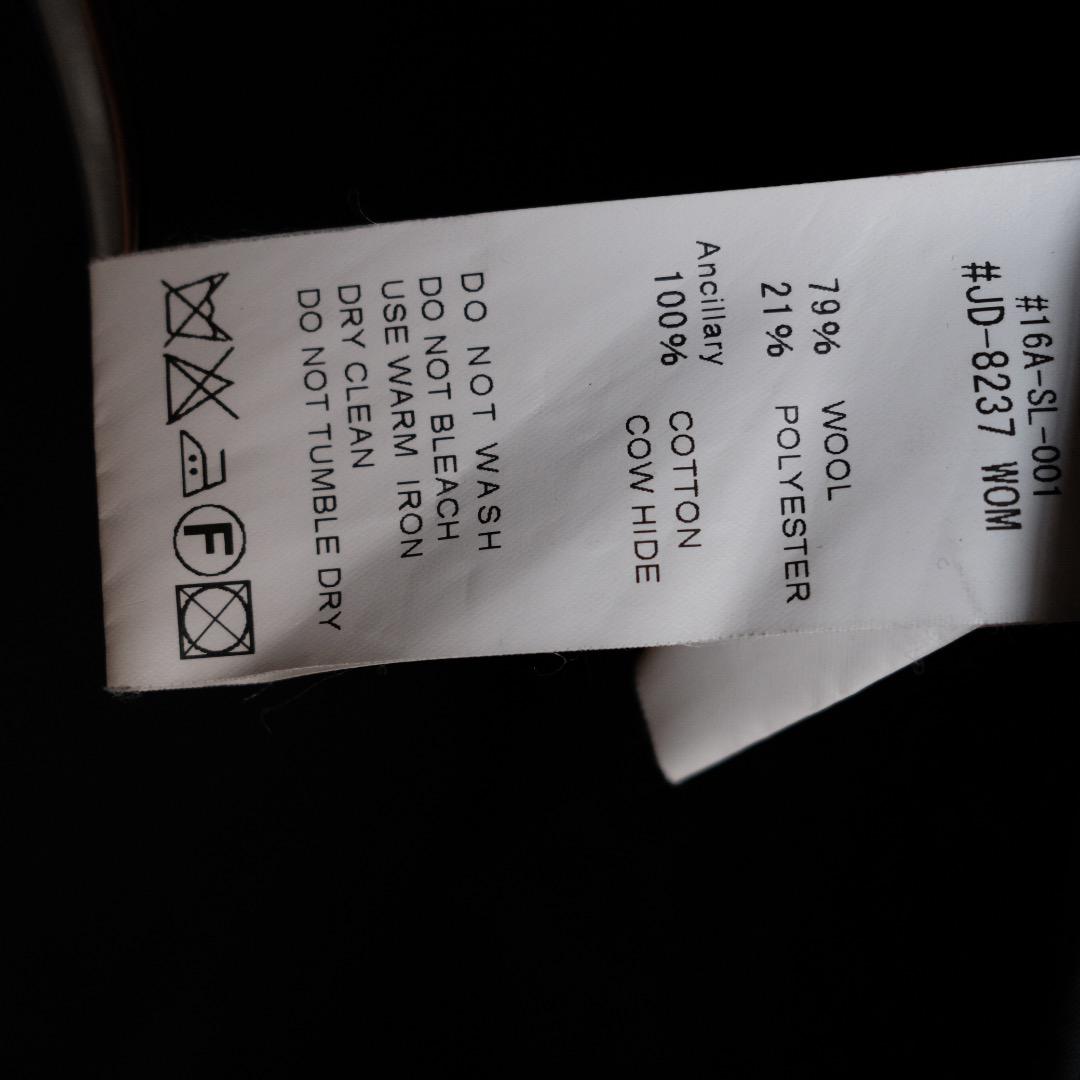 #16A-SL-001
#JD-8237 WOM
79% WOOL
21% POLYESTER
Ancillary
100% COTTON
COW HIDE
DO NOT WASH
DO NOT BLEACH
USE WARM IRON
DRY CLEAN
DO NOT TUMBLE DRY
F